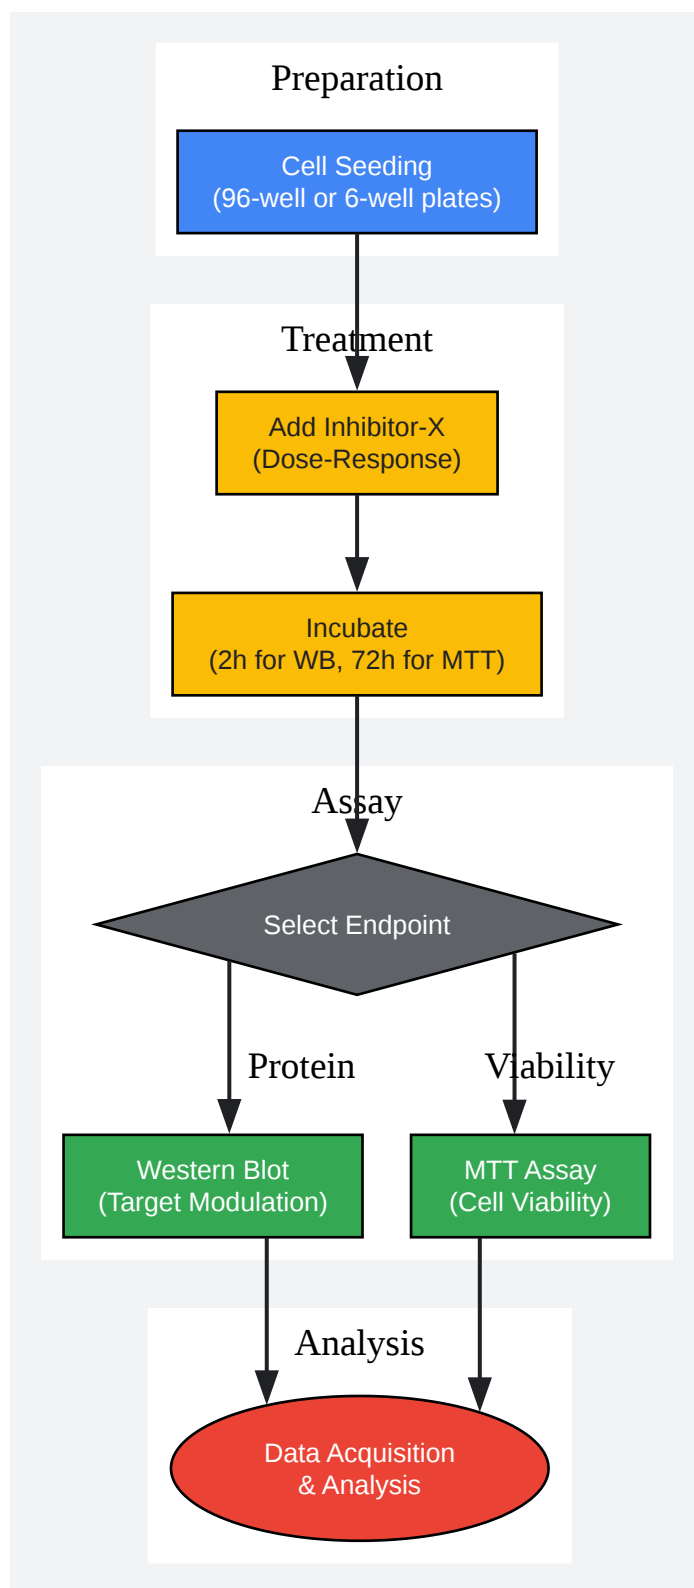 Preparation
Cell Seeding
(96-well or 6-well plates)
Treatment
Add Inhibitor-X
(Dose-Response)
Incubate
(2h for WB, 72h for MTT)
Assay
Select Endpoint
Protein
Viability
Western Blot
(Target Modulation)
MTT Assay
(Cell Viability)
Analysis
Data Acquisition
& Analysis